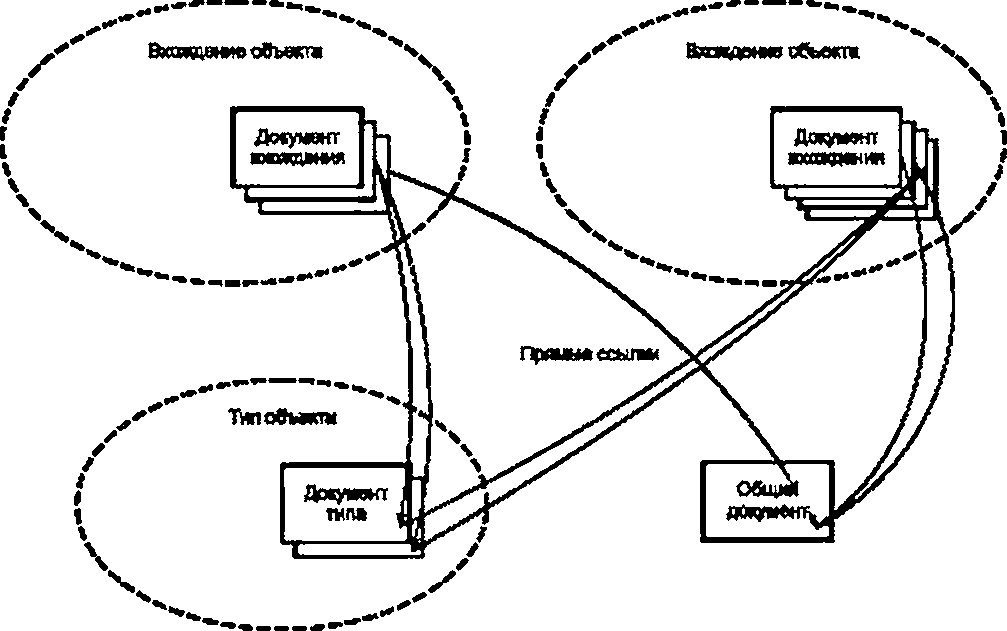 Вхождение объекта
Вхождение объекта
Документ
вхождения
Документ
вхождения
Прямые ссылки
Тип объекта
Документ
типа
Общий
документ